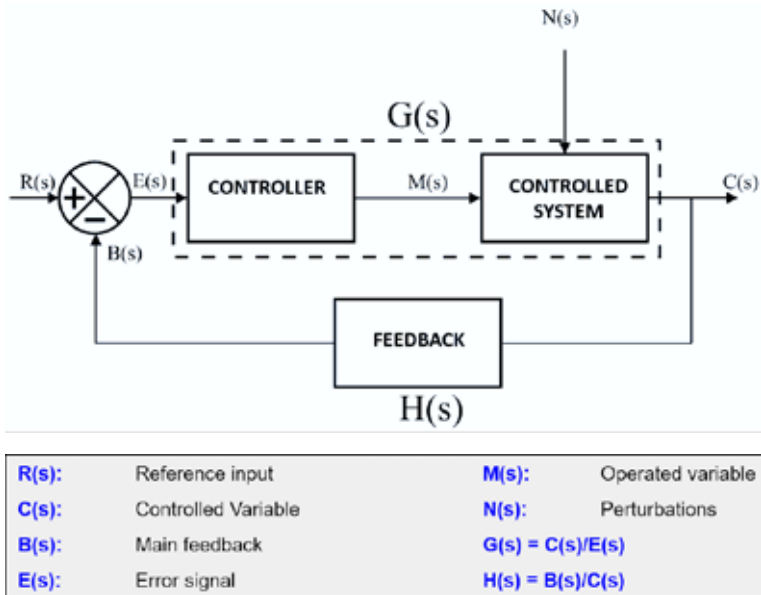 N(s)
G(s)
R(s)
E(s)
CONTROLLER
M(s)
CONTROLLED
SYSTEM
C(s)
+
−
B(s)
FEEDBACK
H(s)
R(s): Reference input M(s): Operated variable
C(s): Controlled Variable N(s): Perturbations
B(s): Main feedback G(s) = C(s)/E(s)
E(s): Error signal H(s) = B(s)/C(s)